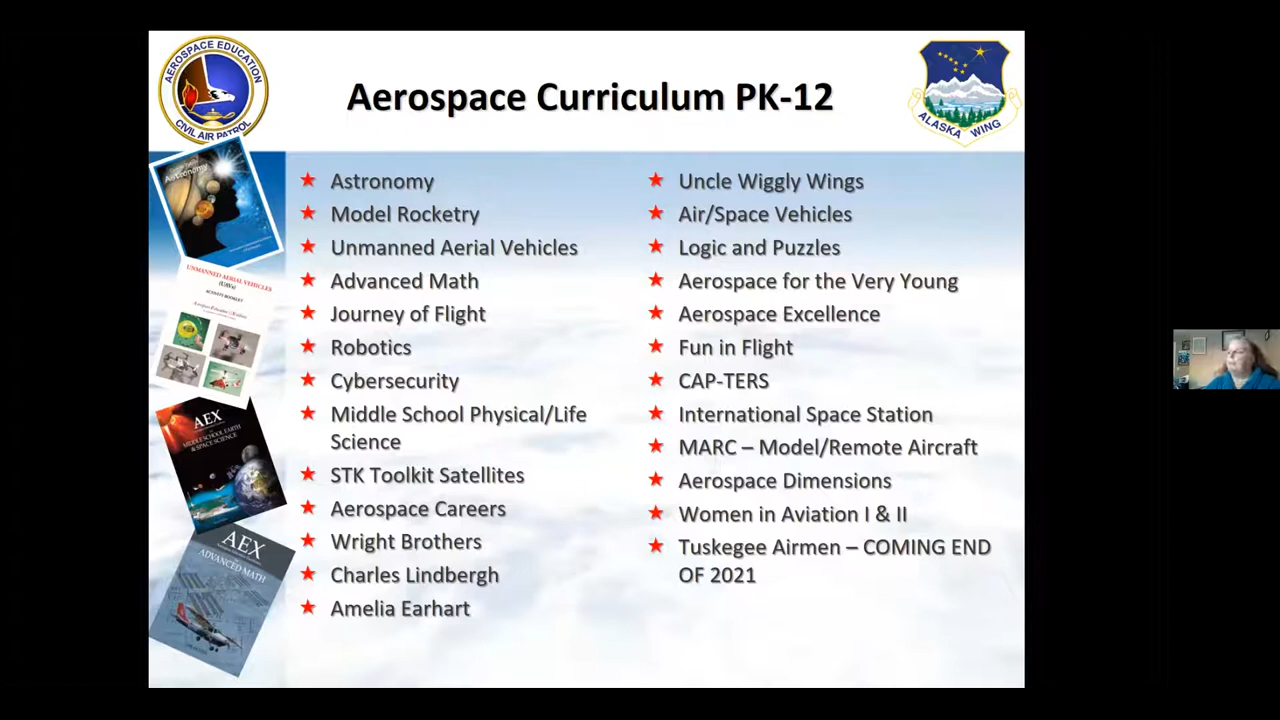 AEROSPACE EDUCATION
CIVIL AIR PATROL
Aerospace Curriculum PK-12
ALASKA WING
Astronomy
UNMANNED AERIAL VEHICLES
(UAVs)
ACTIVITY BOOKLET
AEX
MIDDLE SCHOOL EARTH
& SPACE SCIENCE
AEX
ADVANCED MATH
Astronomy
Model Rocketry
Unmanned Aerial Vehicles
Advanced Math
Journey of Flight
Robotics
Cybersecurity
Middle School Physical/Life
Science
STK Toolkit Satellites
Aerospace Careers
Wright Brothers
Charles Lindbergh
Amelia Earhart
Uncle Wiggly Wings
Air/Space Vehicles
Logic and Puzzles
Aerospace for the Very Young
Aerospace Excellence
Fun in Flight
CAP-TERS
International Space Station
MARC – Model/Remote Aircraft
Aerospace Dimensions
Women in Aviation I & II
Tuskegee Airmen – COMING END
OF 2021